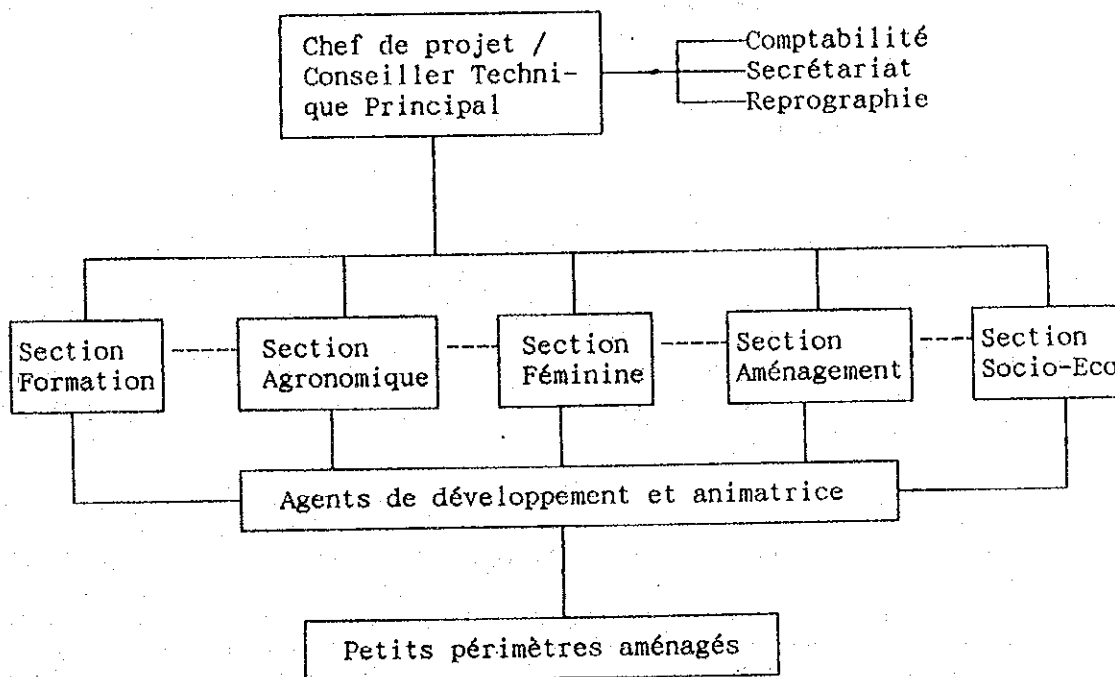 Chef de projet /
Conseiller Techni-
que Principal
Comptabilité
Secrétariat
Reprographie
Section
Formation
Section
Agronomique
Section
Féminine
Section
Aménagement
Section
Socio-Eco
Agents de développement et animatrice
Petits périmètres aménagés